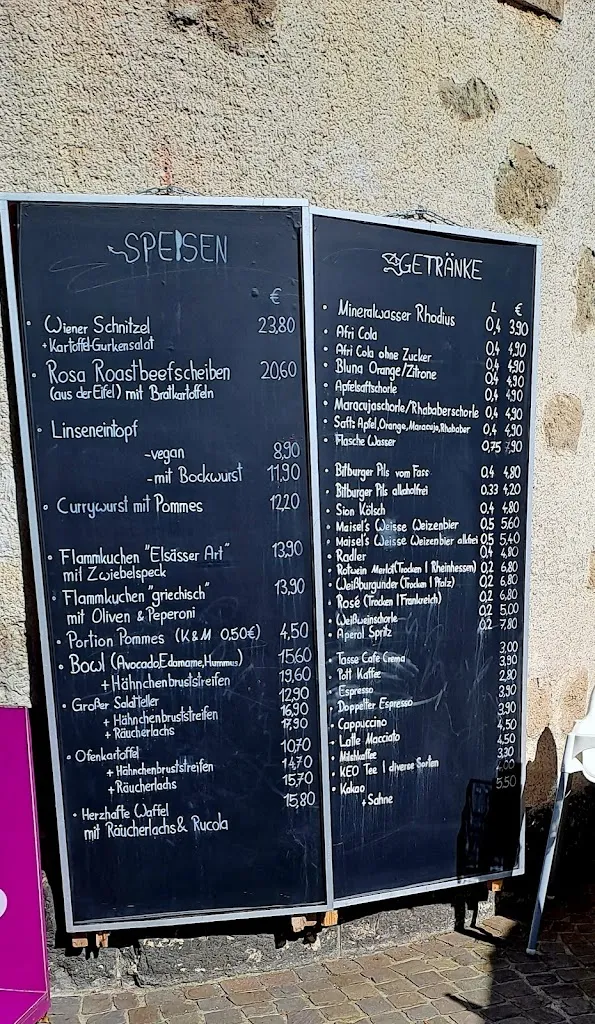 SPEISEN
€
Wiener Schnitzel 23,80
+ Kartoffel-Gurkensalat
Rosa Roastbeefscheiben 20,60
(aus der Eifel) mit Bratkartoffeln
Linseneintopf
-vegan 8,90
-mit Bockwurst 11,90
Currywurst mit Pommes 12,20
Flammkuchen "Elsässer Art" 13,90
mit Zwiebelspeck
Flammkuchen "griechisch" 13,90
mit Oliven & Peperoni
Portion Pommes (K&M 0,50€) 4,50
Bowl (Avocado,Edamame,Hummus) 15,60
+ Hähnchenbruststreifen 19,60
Großer Salatteller 12,90
+ Hähnchenbruststreifen 16,90
+ Räucherlachs 17,90
Ofenkartoffel 10,70
+ Hähnchenbruststreifen 14,70
+Räucherlachs 15,70
Herzhafte Waffel 15,80
mit Räucherlachs & Rucola
GETRÄNKE
L €
Mineralwasser Rhodius 0,4 3,90
Afri Cola 0,4 4,90
Afri Cola ohne Zucker 0,4 4,90
Bluna Orange/Zitrone 0,4 4,90
Apfelsaftschorle 0,4 4,90
Maracujaschorle/Rhababerschorle 0,4 4,90
Saft: Apfel,Orange,Maracuja,Rhababer 0,4 4,90
Flasche Wasser 0,75 7,90
Bitburger Pils vom Fass 0.4 4,80
Bitburger Pils alkoholfrei 0.33 4,20
Sion Kölsch 0.4 4,80
Maisel's Weisse Weizenbier 0,5 5,60
Maisel's Weisse Weizenbier alkfrei 0,5 5,40
Radler 0,4 4,80
Rotwein Merlot (Trocken | Rheinhessen) 0,2 6,80
Weißburgunder (Trocken | Pfalz) 0,2 6,80
Rosé (Trocken | Frankreich) 0,2 6,80
Weißweinschorle 0,2 5,00
Aperol Spritz 0,2 7,80
Tasse Cafe Crema 3,00
Pott Kaffee 3,90
Espresso 2,80
Doppelter Espresso 3,90
Cappuccino 3,90
Latte Macciato 4,50
Milchkaffee 4,50
KEO Tee | diverse Sorten 3,30
Kakao
+ Sahne 5,50